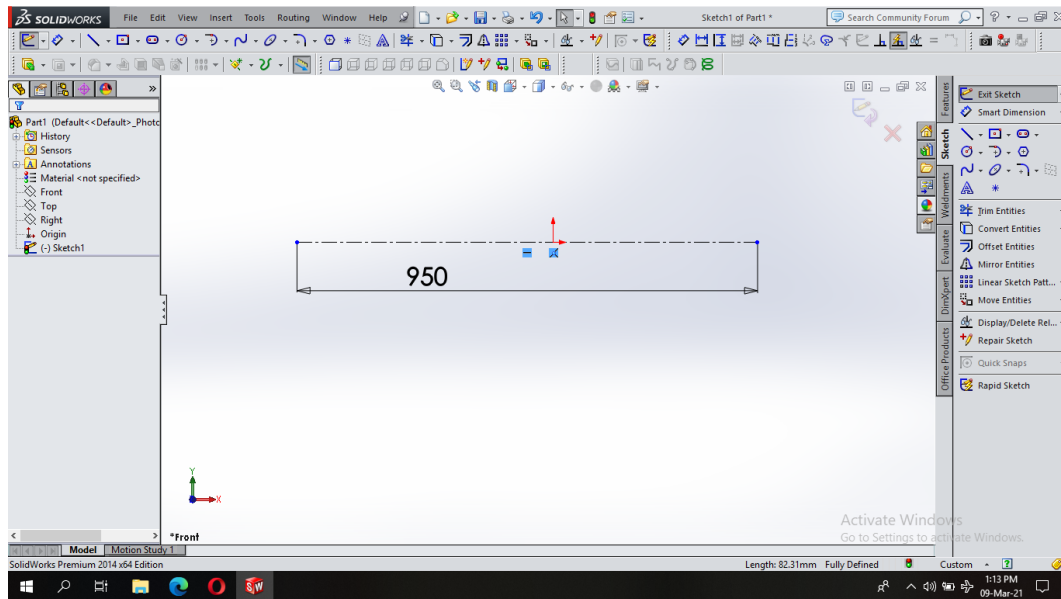 SOLIDWORKS File Edit View Insert Tools Routing Window Help Sketch1 of Part1 * Search Community Forum
Part1 (Default<<Default>_Photo
History
Sensors
A Annotations
Material <not specified>
Front
Top
Right
Origin
(-) Sketch1
950
Y
X
*Front
Features
Sketch
Weldments
Evaluate
DimXpert
Office Products
Exit Sketch
Smart Dimension
Trim Entities
Convert Entities
Offset Entities
Mirror Entities
Linear Sketch Patt...
Move Entities
Display/Delete Rel...
Repair Sketch
Quick Snaps
Rapid Sketch
Activate Windows
Go to Settings to activate Windows.
Model Motion Study 1
SolidWorks Premium 2014 x64 Edition Length: 82.31mm Fully Defined Custom
SW 1:13 PM
09-Mar-21